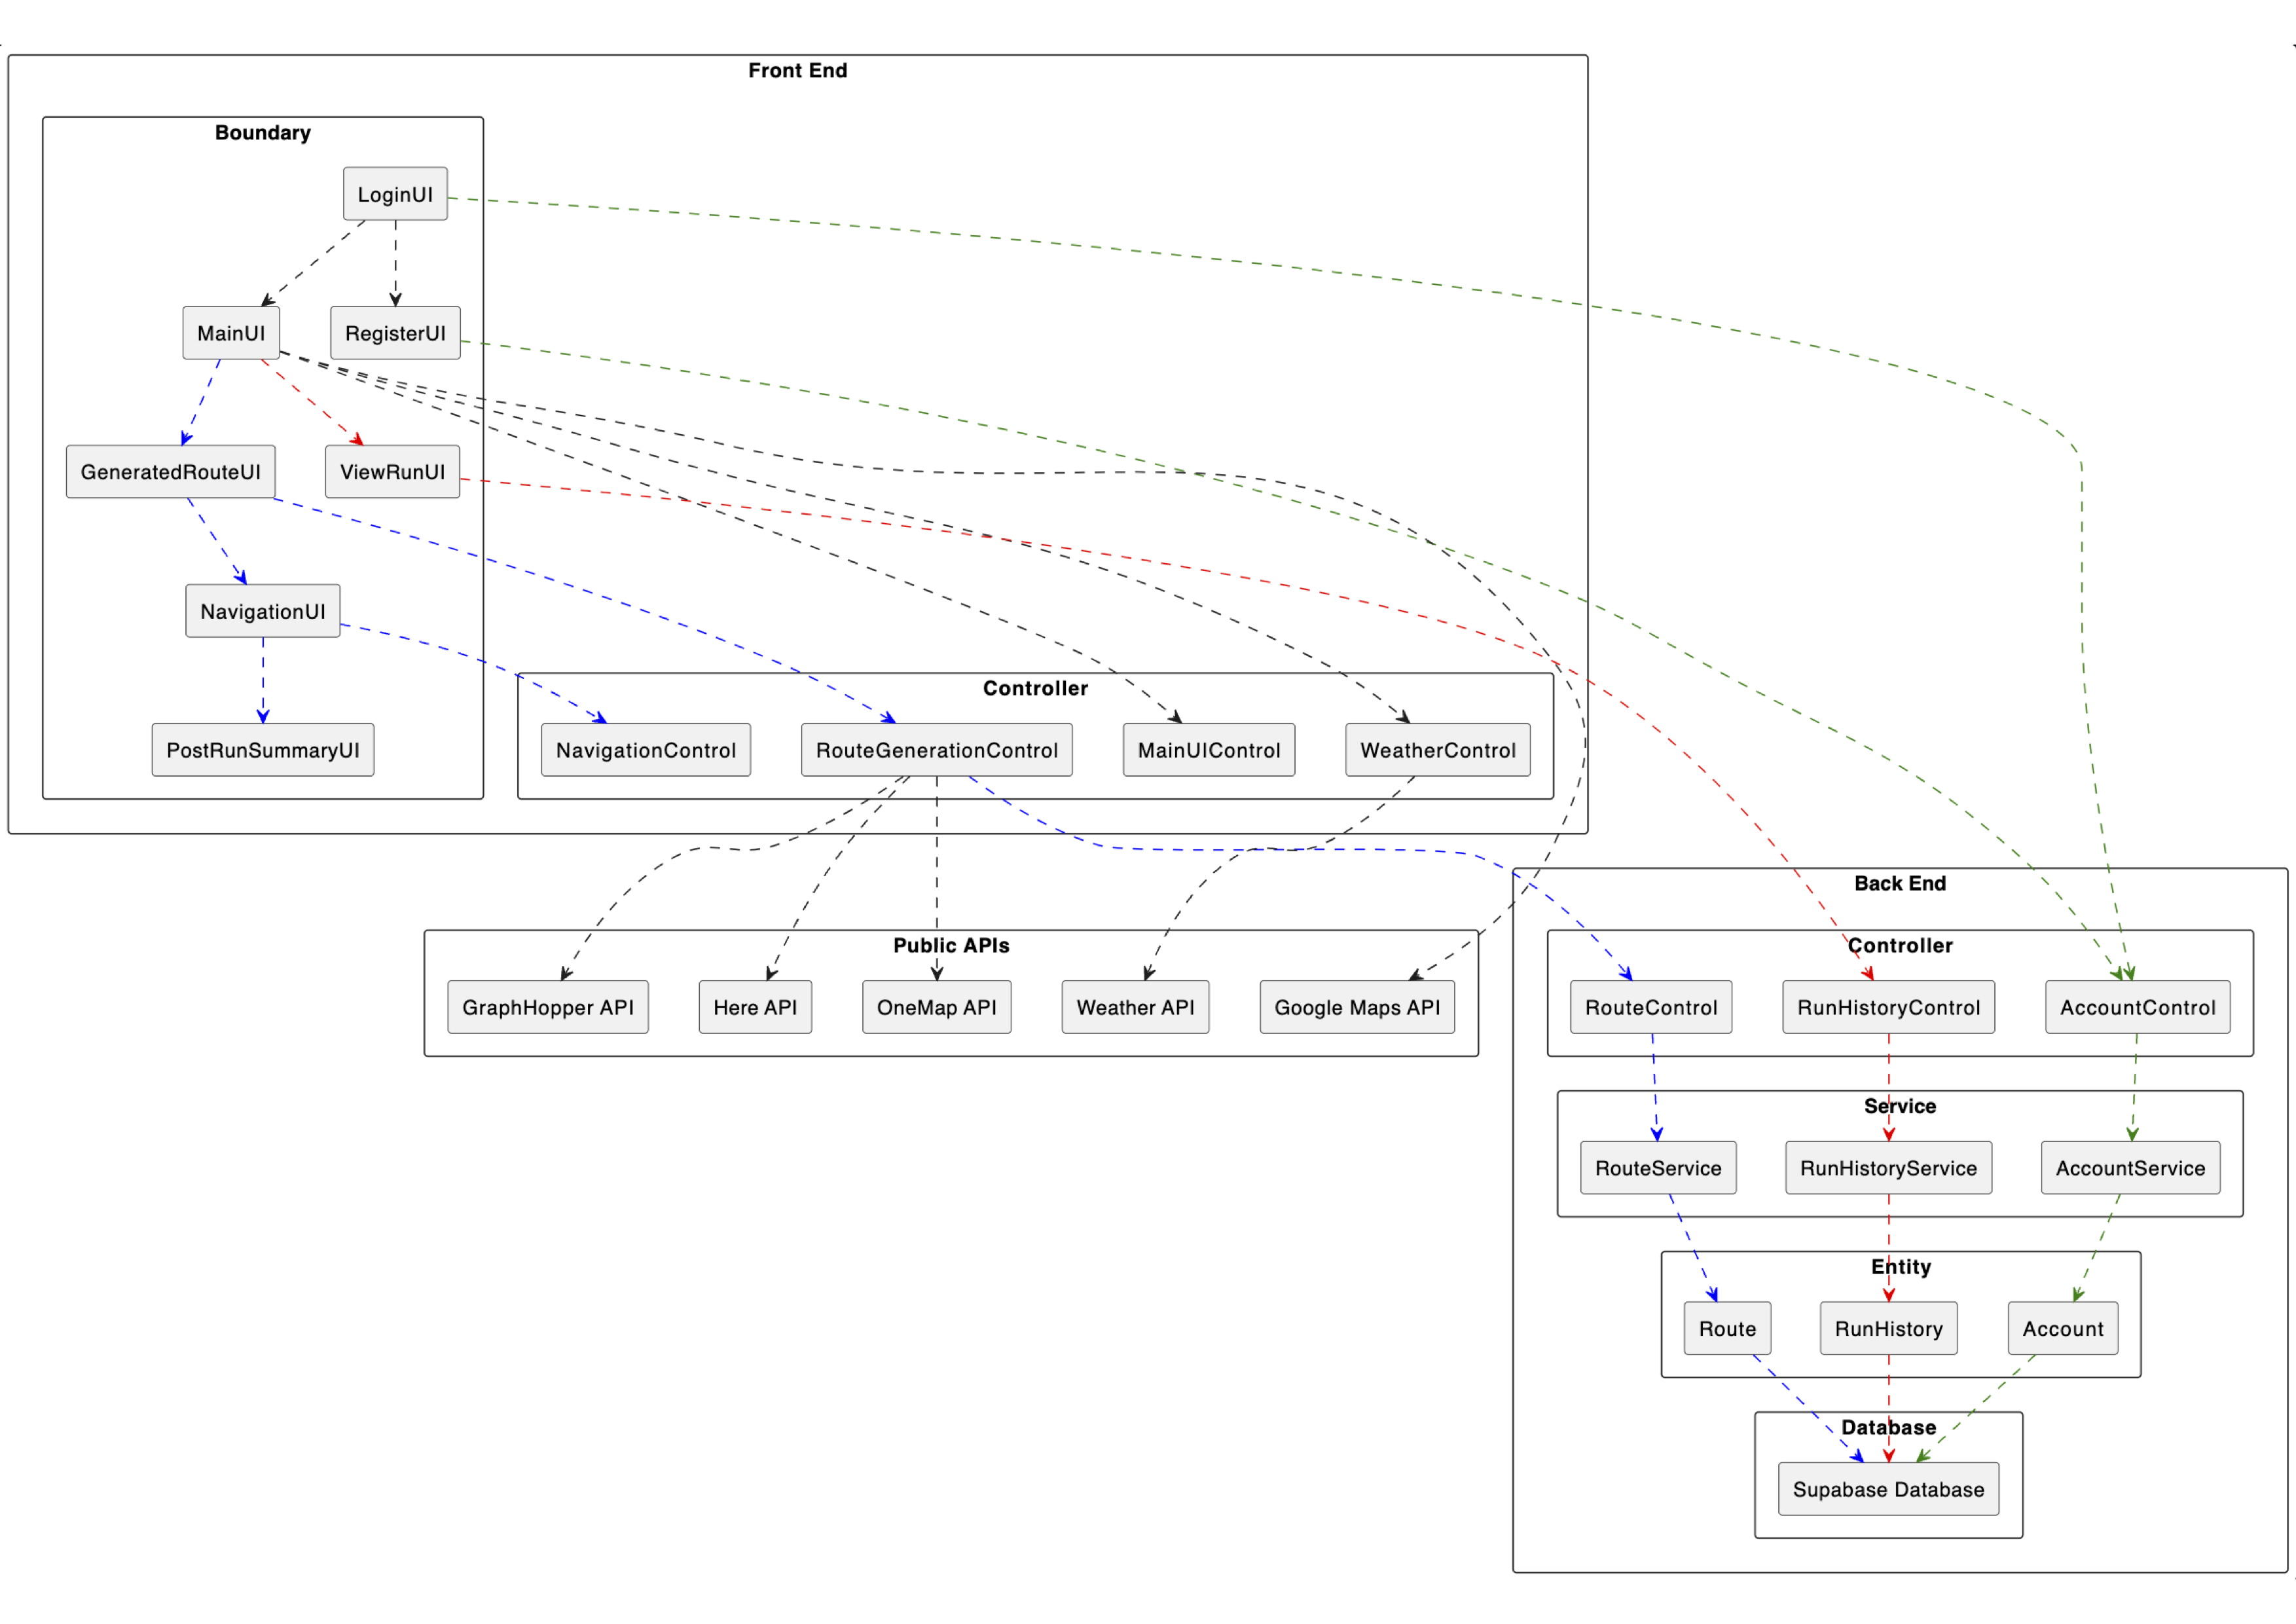 Front End
Boundary
LoginUI
MainUI
RegisterUI
GeneratedRouteUI
ViewRunUI
NavigationUI
PostRunSummaryUI
Controller
NavigationControl
RouteGenerationControl
MainUIControl
WeatherControl
Public APIs
GraphHopper API
Here API
OneMap API
Weather API
Google Maps API
Back End
Controller
RouteControl
RunHistoryControl
AccountControl
Service
RouteService
RunHistoryService
AccountService
Entity
Route
RunHistory
Account
Database
Supabase Database